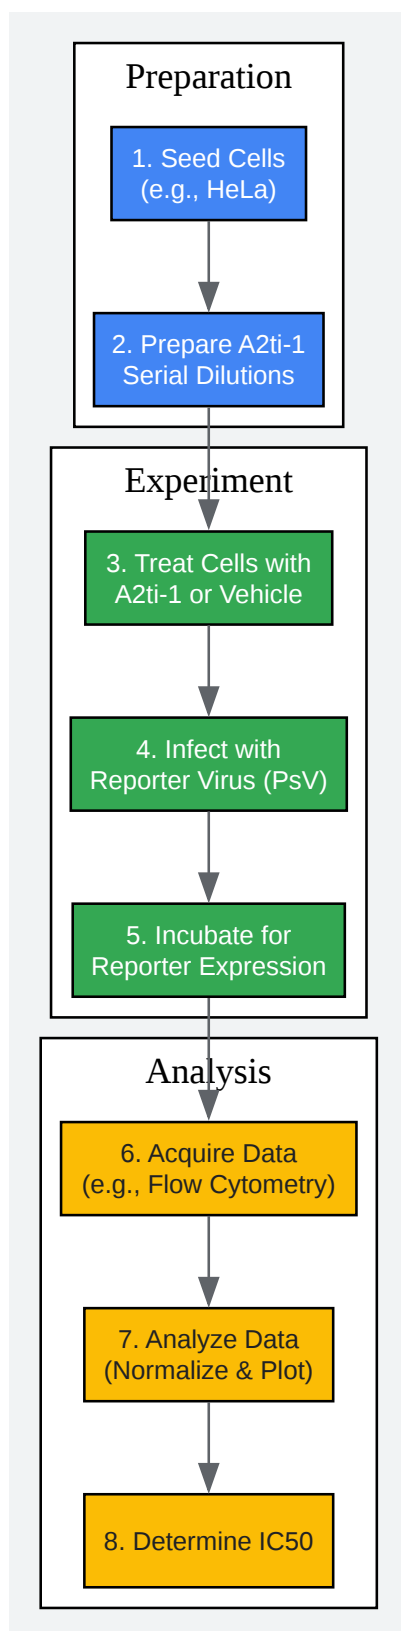 Preparation
1. Seed Cells
(e.g., HeLa)
2. Prepare A2ti-1
Serial Dilutions
Experiment
3. Treat Cells with
A2ti-1 or Vehicle
4. Infect with
Reporter Virus (PsV)
5. Incubate for
Reporter Expression
Analysis
6. Acquire Data
(e.g., Flow Cytometry)
7. Analyze Data
(Normalize & Plot)
8. Determine IC50